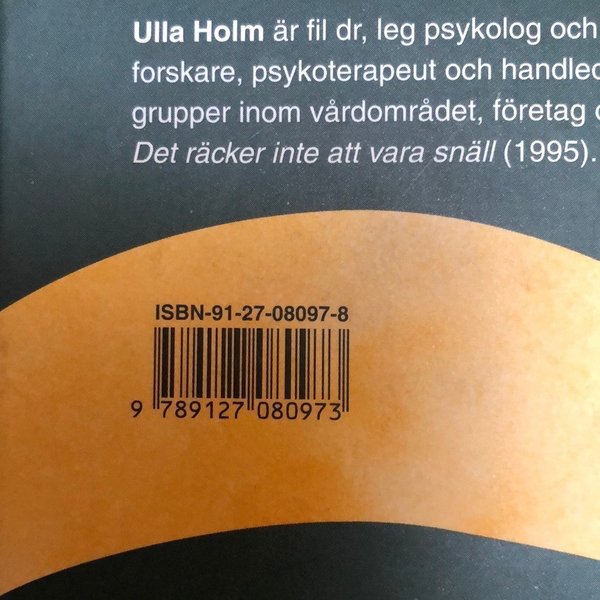 Ulla Holm är fil dr, leg psykolog och
forskare, psykoterapeut och handled
grupper inom vårdområdet, företag
Det räcker inte att vara snäll (1995).
ISBN-91-27-08097-8
9 789127 080973